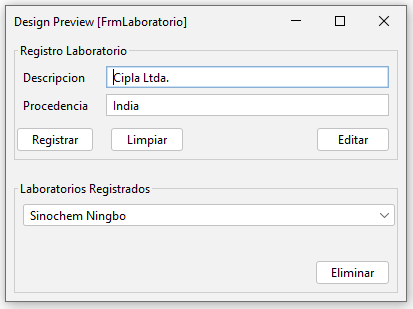 Design Preview [FrmLaboratorio]
Registro Laboratorio
Descripcion Cipla Ltda.
Procedencia India
Registrar Limpiar Editar
Laboratorios Registrados
Sinochem Ningbo
Eliminar